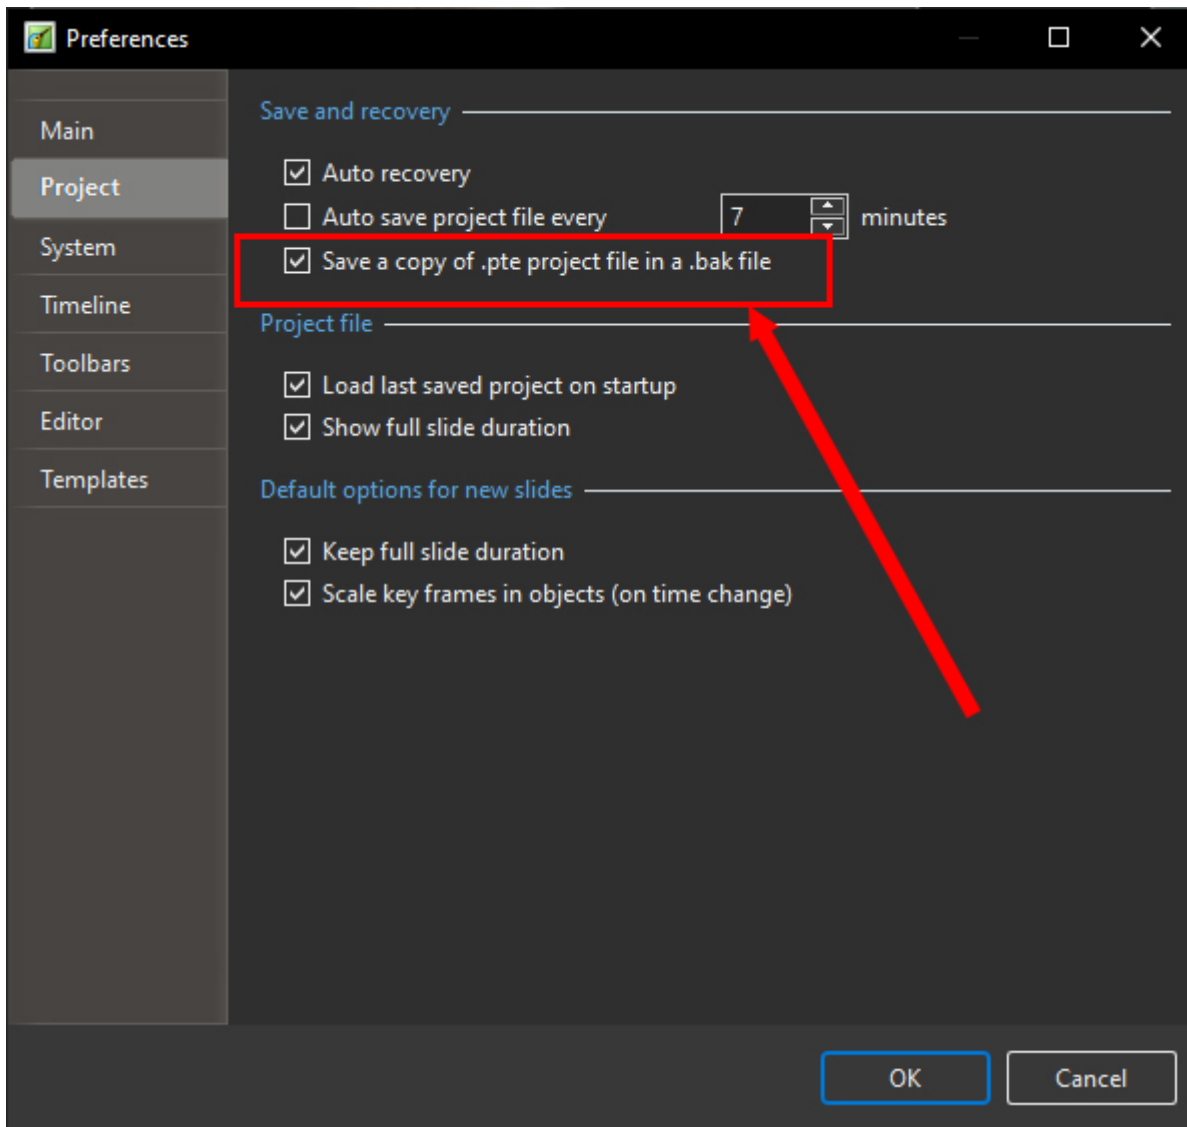 Preferences
Main
Project
System
Timeline
Toolbars
Editor
Templates
Save and recovery
Auto recovery
Auto save project file every 7 minutes
Save a copy of .pte project file in a .bak file
Project file
Load last saved project on startup
Show full slide duration
Default options for new slides
Keep full slide duration
Scale key frames in objects (on time change)
OK Cancel